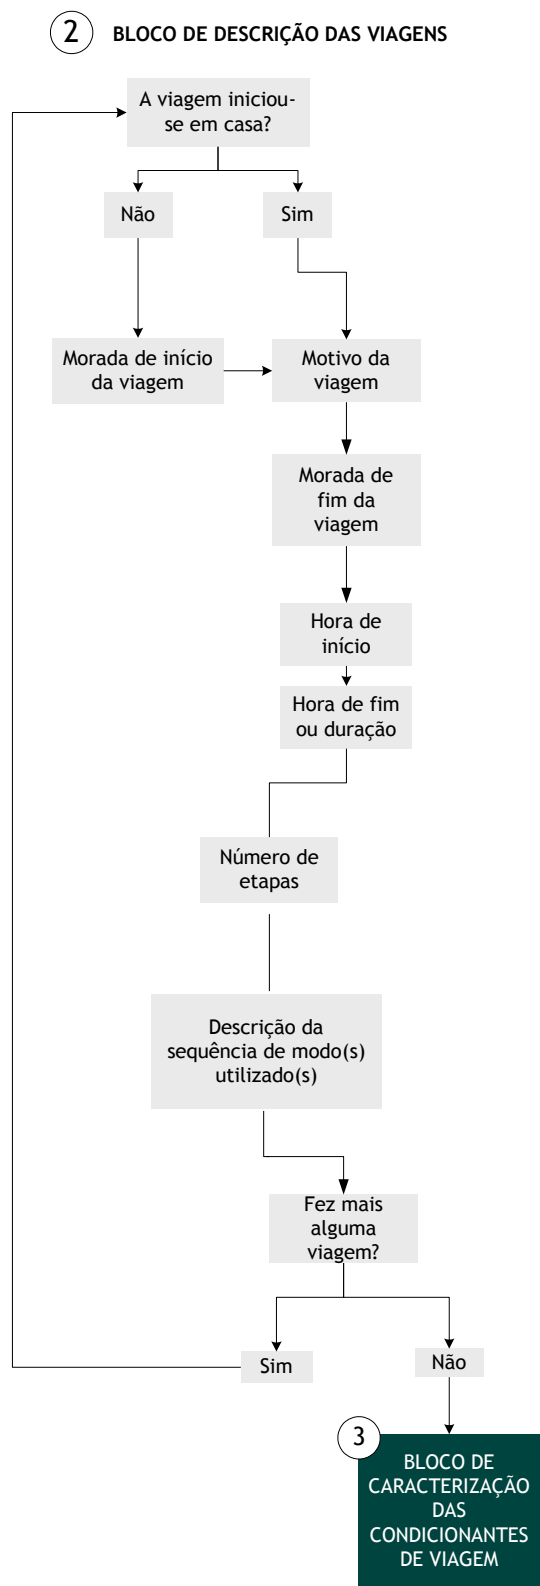 2 BLOCO DE DESCRIÇÃO DAS VIAGENS
A viagem iniciou-
se em casa?
Não
Sim
Morada de início
da viagem
Motivo da
viagem
Morada de
fim da
viagem
Hora de
início
Hora de fim
ou duração
Número de
etapas
Descrição da
sequência de modo(s)
utilizado(s)
Fez mais
alguma
viagem?
Sim
Não
3
BLOCO DE
CARACTERIZAÇÃO
DAS
CONDICIONANTES
DE VIAGEM